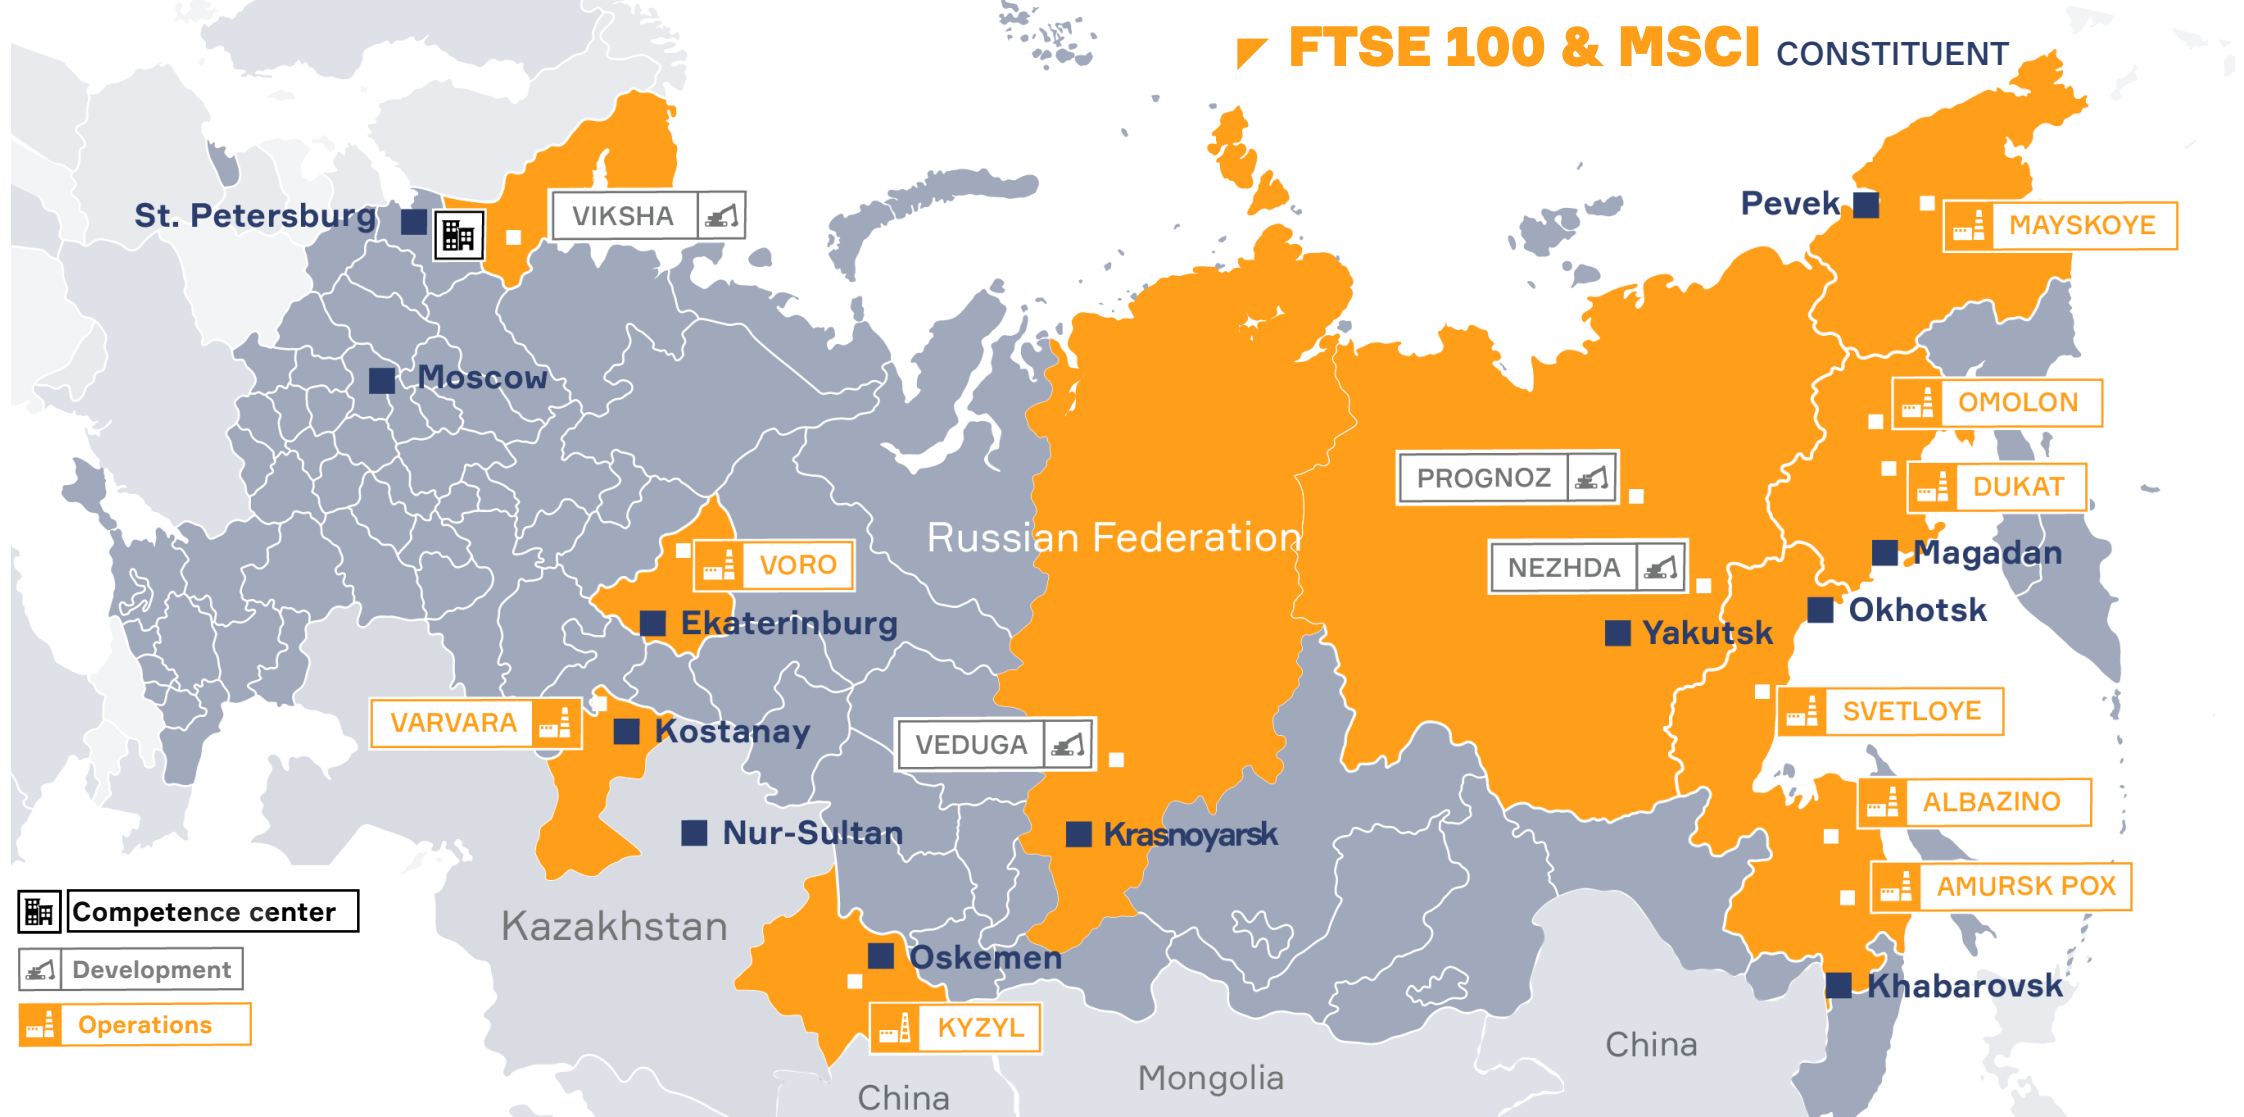 FTSE 100 & MSCI CONSTITUENT
St. Petersburg
VIKSHA
Pevek
MAYSKOYE
Moscow
OMOLON
PROGNOZ
DUKAT
Russian Federation
VORO
NEZHDA
Magadan
Ekaterinburg
Yakutsk
Okhotsk
VARVARA
Kostanay
VEDUGA
SVETLOYE
Nur-Sultan
Krasnoyarsk
ALBAZINO
AMURSK POX
Kazakhstan
Oskemen
Khabarovsk
KYZYL
China
Mongolia
China
Competence center
Development
Operations